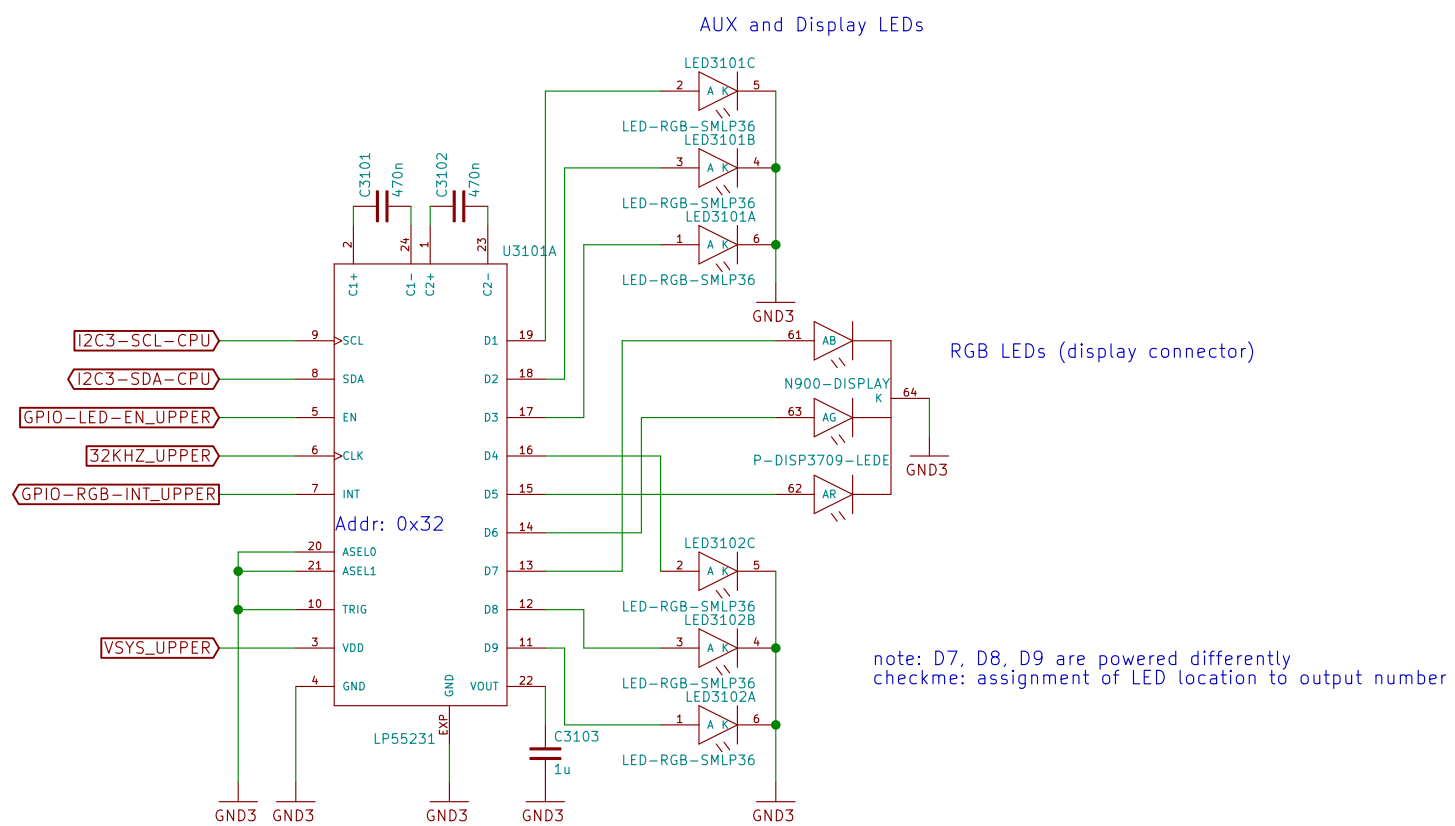 AUX and Display LEDs
LED3101C
2 A K 5
LED-RGB-SMLP36
LED3101B
3 A K 4
LED-RGB-SMLP36
LED3101A
1 A K 6
LED-RGB-SMLP36
GND3
C3101
470n
C3102
470n
2
24
1
23
U3101A
C1+
C1-
C2+
C2-
I2C3-SCL-CPU
9 SCL
I2C3-SDA-CPU
8 SDA
GPIO-LED-EN_UPPER
5 EN
32KHZ_UPPER
6 CLK
GPIO-RGB-INT_UPPER
7 INT
Addr: 0x32
20 ASEL0
21 ASEL1
10 TRIG
VSYS_UPPER
3 VDD
4 GND
D1 19
D2 18
D3 17
D4 16
D5 15
D6 14
D7 13
D8 12
D9 11
VOUT 22
GND
EXP
LP55231
C3103
1u
GND3
GND3
GND3
GND3
61 AB
RGB LEDs (display connector)
N900-DISPLAY
K 64
63 AG
P-DISP3709-LEDE
GND3
62 AR
LED3102C
2 A K 5
LED-RGB-SMLP36
LED3102B
3 A K 4
LED-RGB-SMLP36
LED3102A
1 A K 6
LED-RGB-SMLP36
GND3
note: D7, D8, D9 are powered differently
checkme: assignment of LED location to output number